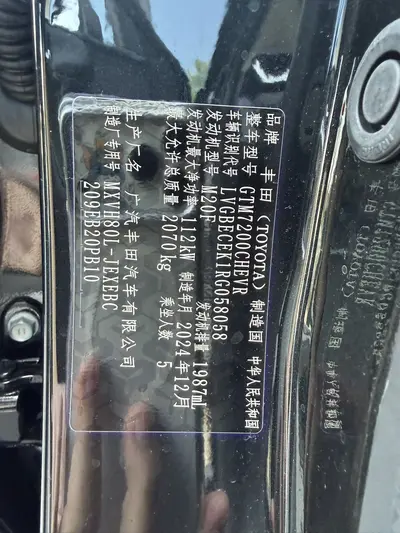 品牌 丰田(TOYOTA) 制造国 中华人民共和国
整车型号 GTM7200CHEVR
车辆识别代号 LVGBECEK1RG058058
发动机型号 M20F 发动机排量 1987mL
发动机最大净功率 112kW 制造年月 2024年12月
最大允许总质量 2070kg 乘坐人数 5
生产厂名 广汽丰田汽车有限公司
制造厂专用号 MXVH80L-JEXEBC
209EB20PB10